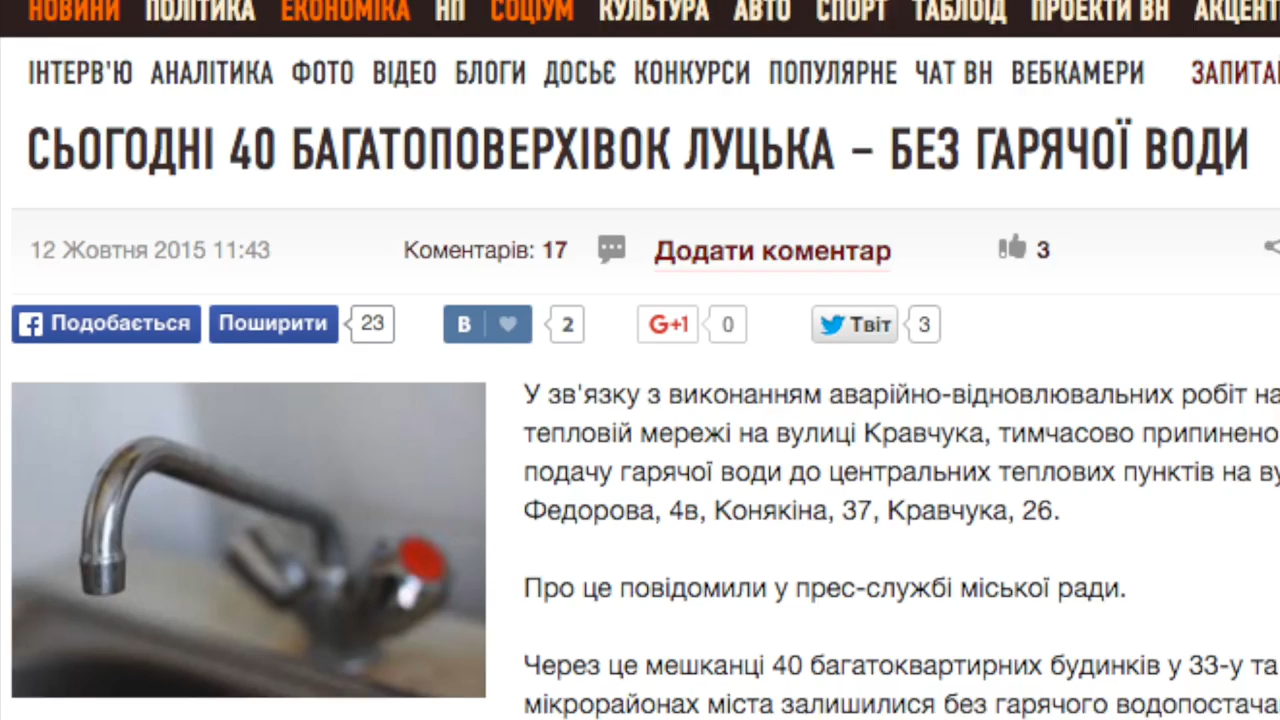 НОВИНИ ПОЛІТИКА ЕКОНОМІКА НП СОЦІУМ КУЛЬТУРА АВТО СПОРТ ТАБЛОЇД ПРОЕКТИ ВН АКЦЕНТ
ІНТЕРВ'Ю АНАЛІТИКА ФОТО ВІДЕО БЛОГИ ДОСЬЄ КОНКУРСИ ПОПУЛЯРНЕ ЧАТ ВН ВЕБКАМЕРИ ЗАПИТА
СЬОГОДНІ 40 БАГАТОПОВЕРХІВОК ЛУЦЬКА – БЕЗ ГАРЯЧОЇ ВОДИ
12 Жовтня 2015 11:43 Коментарів: 17 Додати коментар 3
Подобається Поширити 23 В 2 G+1 0 Твіт 3
У зв'язку з виконанням аварійно-відновлювальних робіт на
тепловій мережі на вулиці Кравчука, тимчасово припинено
подачу гарячої води до центральних теплових пунктів на ву
Федорова, 4в, Конякіна, 37, Кравчука, 26.
Про це повідомили у прес-службі міської ради.
Через це мешканці 40 багатоквартирних будинків у 33-у та
мікрорайонах міста залишилися без гарячого водопостача